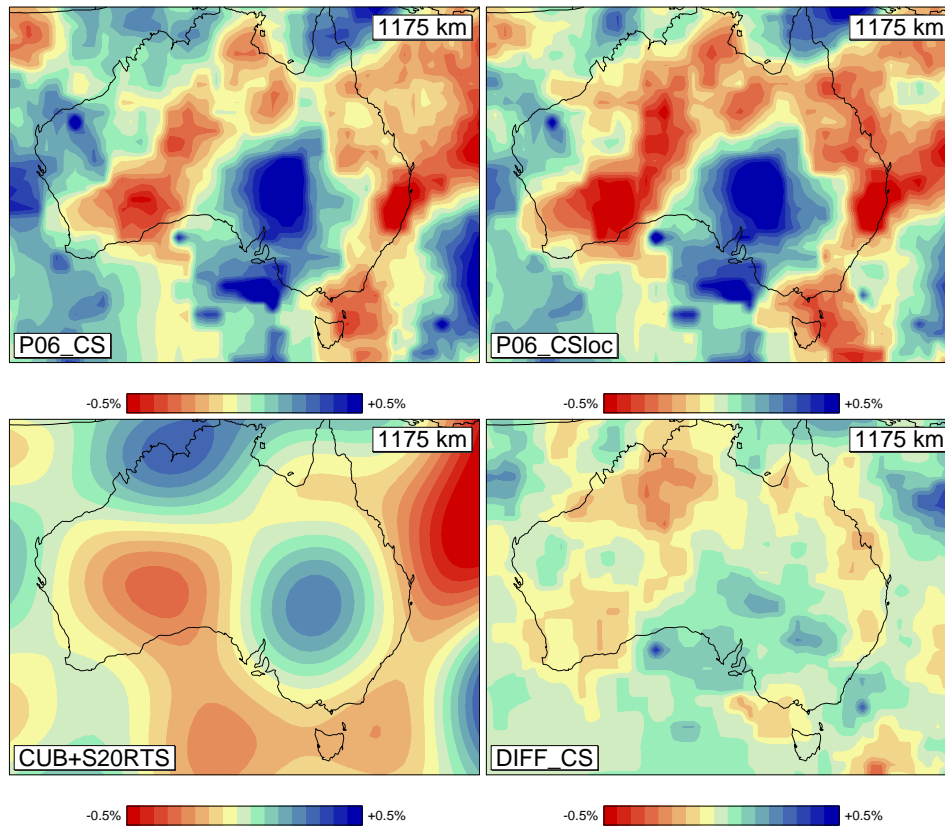 1175 km
P06_CS
1175 km
P06_CSloc
-0.5%
+0.5%
-0.5%
+0.5%
1175 km
CUB+S20RTS
1175 km
DIFF_CS
-0.5%
+0.5%
-0.5%
+0.5%